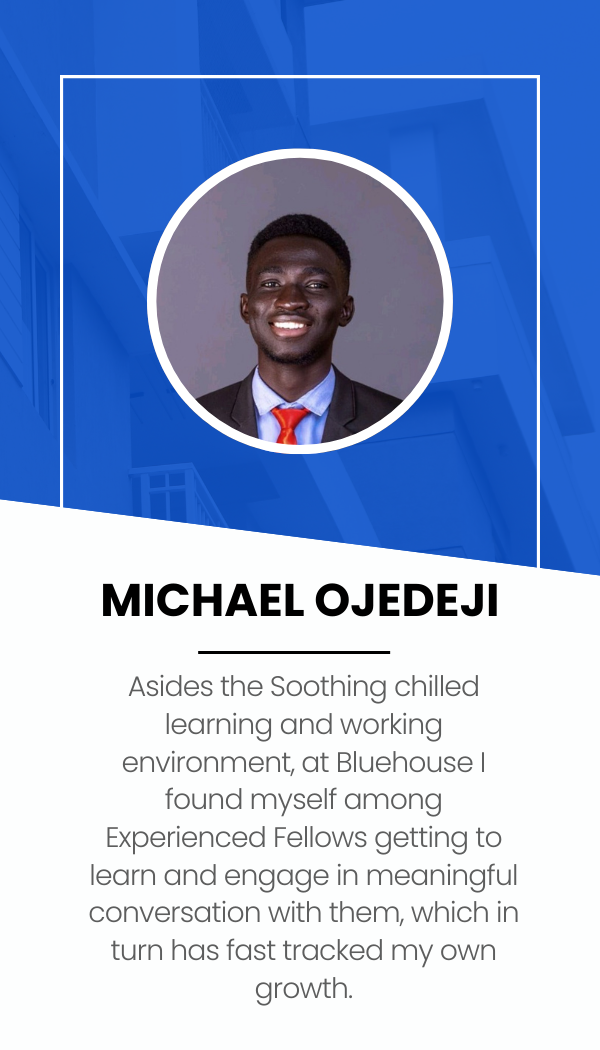 MICHAEL OJEDEJI
Asides the Soothing chilled
learning and working
environment, at Bluehouse I
found myself among
Experienced Fellows getting to
learn and engage in meaningful
conversation with them, which in
turn has fast tracked my own
growth.